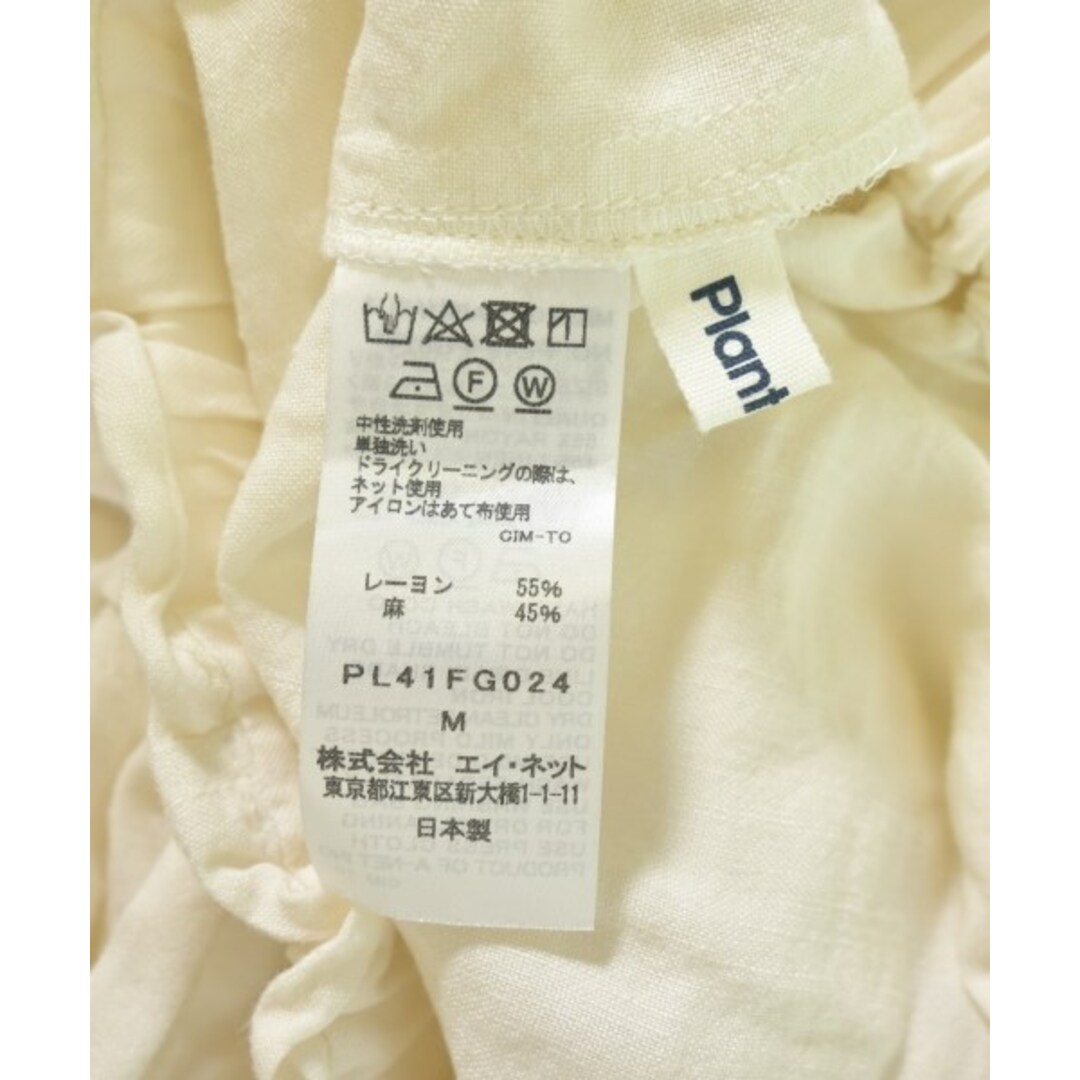 Plant
F W
中性洗剤使用
単独洗い
ドライクリーニングの際は、
ネット使用
アイロンはあて布使用
CIM-TO
レーヨン 55%
麻 45%
PL41FG024
M
株式会社 エイ・ネット
東京都江東区新大橋1-1-11
日本製